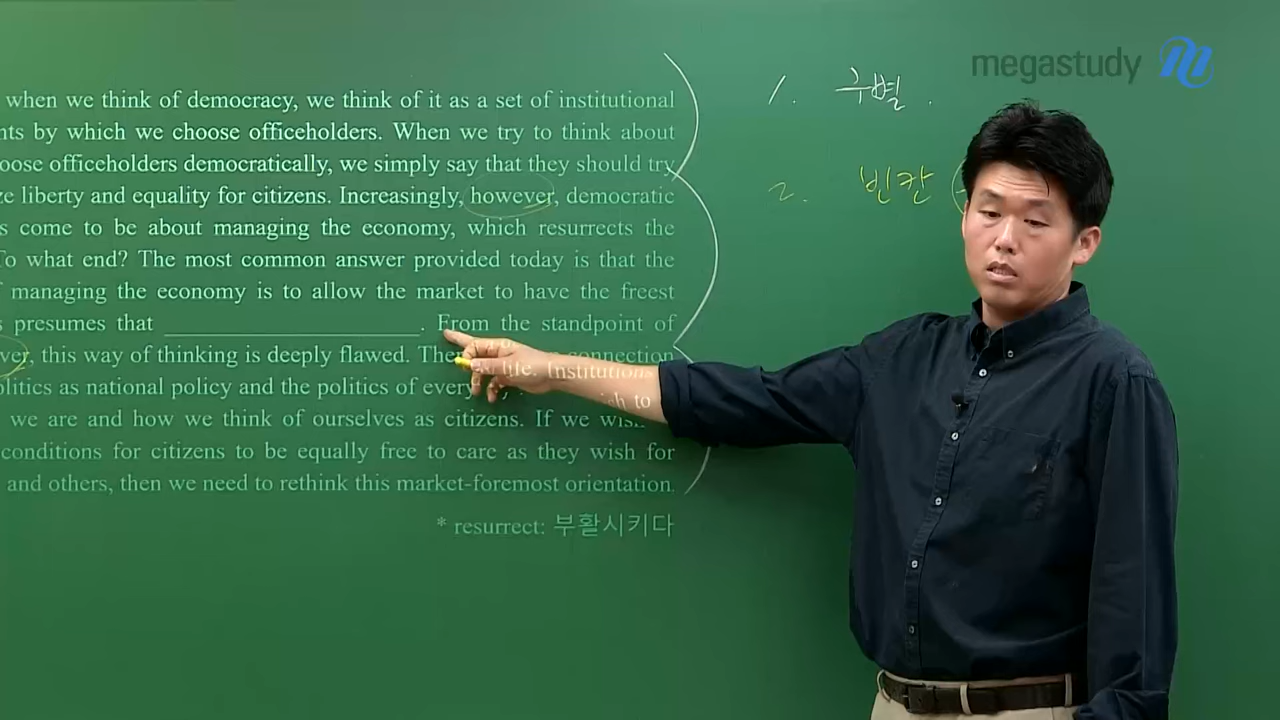 when we think of democracy, we think of it as a set of institutional
nts by which we choose officeholders. When we try to think about
oose officeholders democratically, we simply say that they should try
ze liberty and equality for citizens. Increasingly, however, democratic
s come to be about managing the economy, which resurrects the
To what end? The most common answer provided today is that the
f managing the economy is to allow the market to have the freest
s presumes that ____________________. From the standpoint of
ver, this way of thinking is deeply flawed. The connection
olitics as national policy and the politics of every life. Institutions
we are and how we think of ourselves as citizens. If we wish to
conditions for citizens to be equally free to care as they wish for
and others, then we need to rethink this market-foremost orientation.
* resurrect: 부활시키다
1. 구별.
2. 빈칸
megastudy